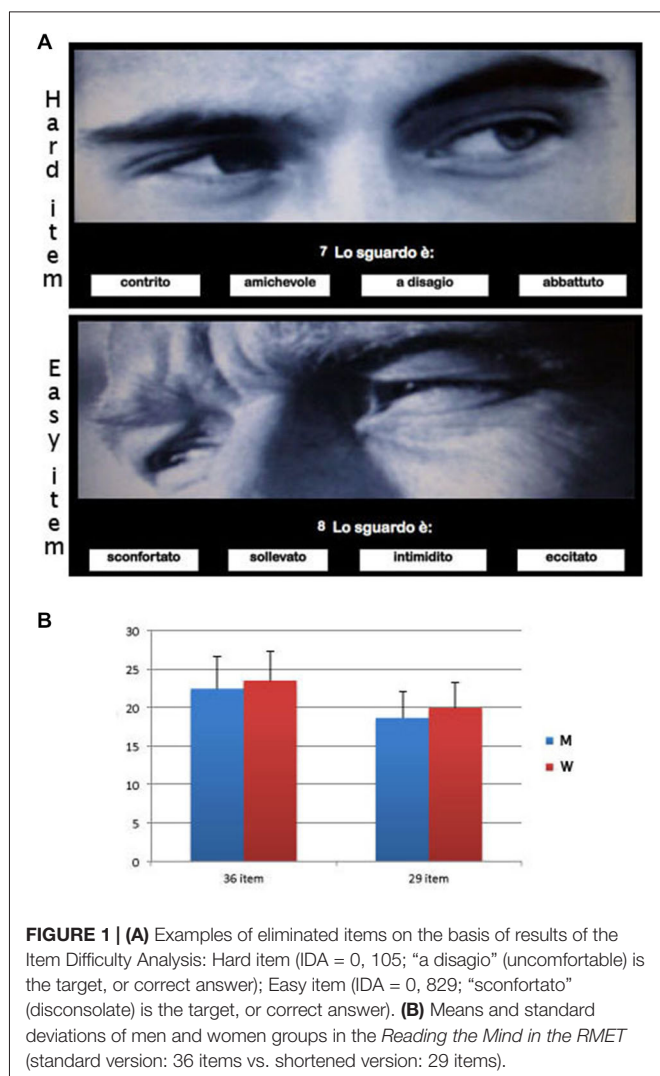 A
Hard item
7 Lo sguardo è:
contrito amichevole a disagio abbattuto
Easy item
8 Lo sguardo è:
sconfortato sollevato intimidito eccitato
B
30
25
20
15
10
5
0
36 item 29 item
M
W
FIGURE 1 | (A) Examples of eliminated items on the basis of results of the
Item Difficulty Analysis: Hard item (IDA = 0, 105; “a disagio” (uncomfortable) is
the target, or correct answer); Easy item (IDA = 0, 829; “sconfortato”
(disconsolate) is the target, or correct answer). (B) Means and standard
deviations of men and women groups in the Reading the Mind in the RMET
(standard version: 36 items vs. shortened version: 29 items).